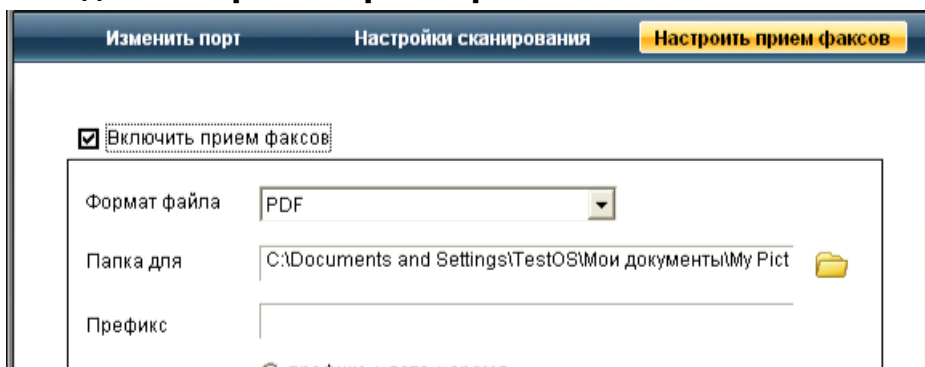 Изменить порт Настройки сканирования Настроить прием факсов
Включить прием факсов
Формат файла PDF
Папка для C:\Documents and Settings\TestOS\Мои документы\My Pict
Префикс